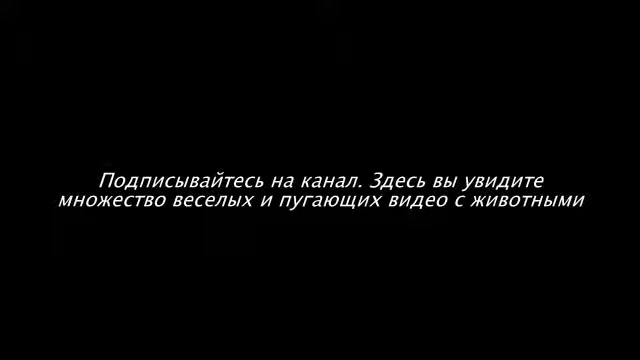 Подписывайтесь на канал. Здесь вы увидите
множество веселых и пугающих видео с животными